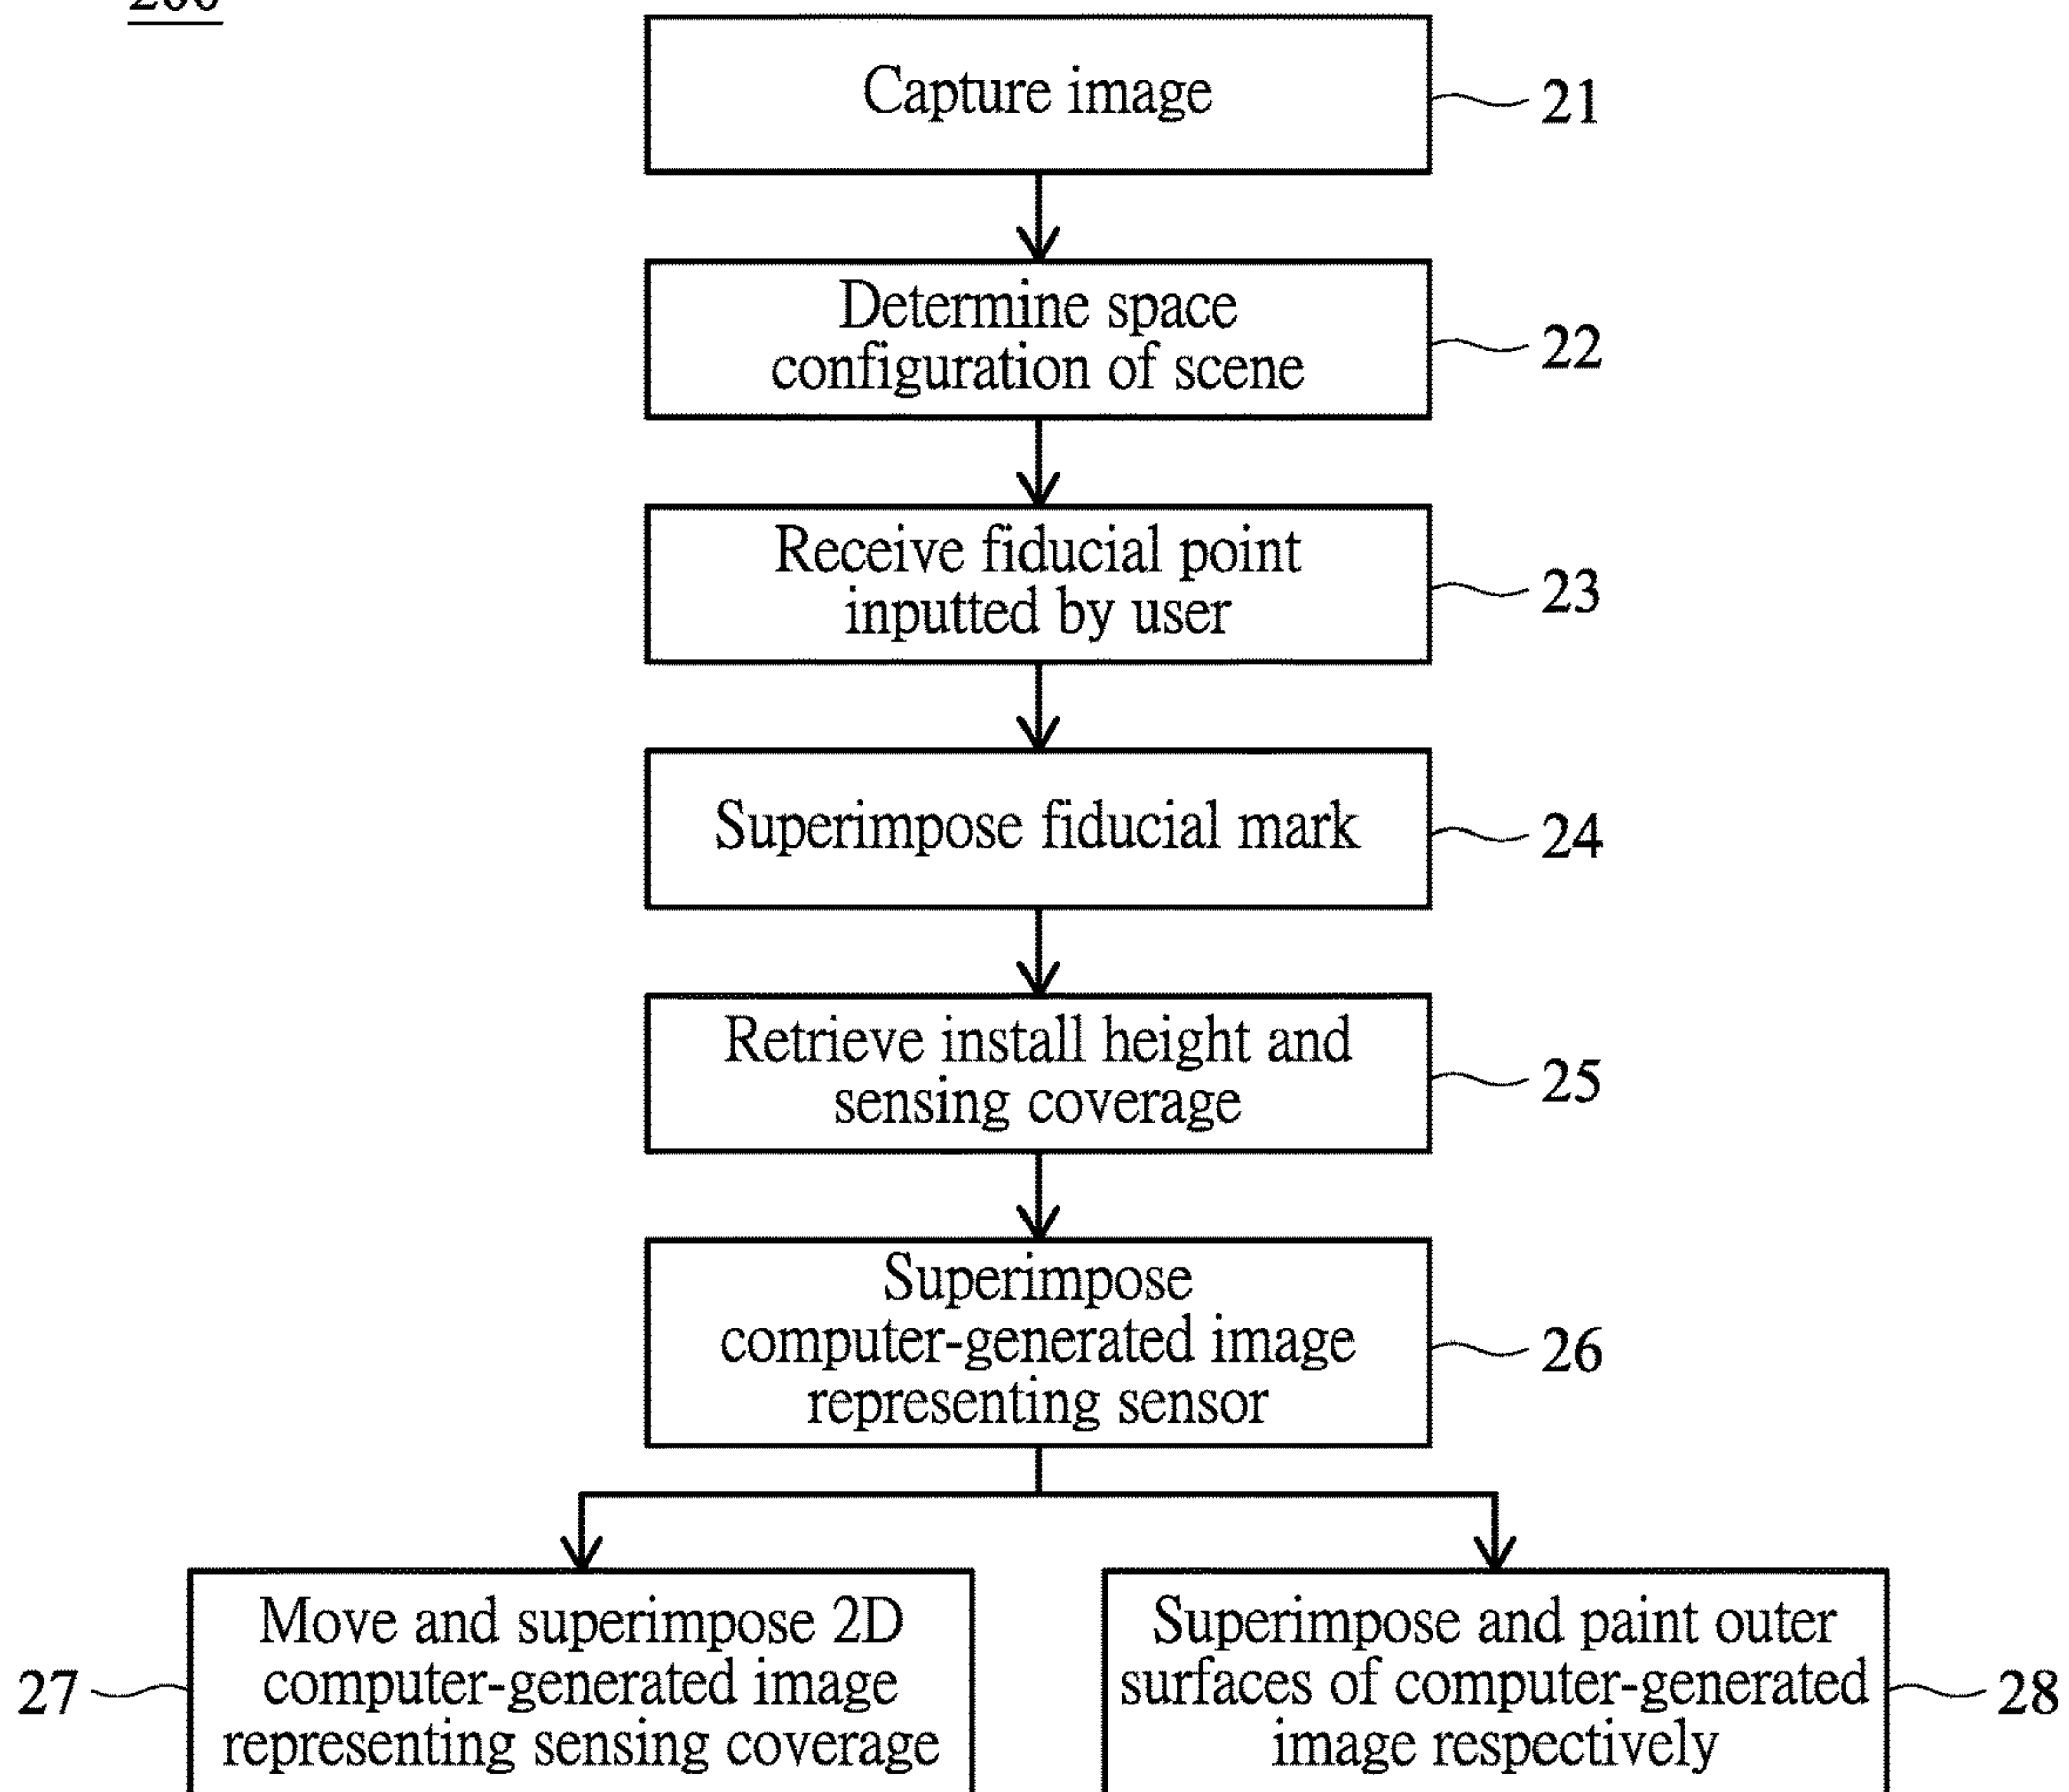 Capture image
21
Determine space
configuration of scene
22
Receive fiducial point
inputted by user
23
Superimpose fiducial mark
24
Retrieve install height and
sensing coverage
25
Superimpose
computer-generated image
representing sensor
26
Move and superimpose 2D
computer-generated image
representing sensing coverage
27
Superimpose and paint outer
surfaces of computer-generated
image respectively
28